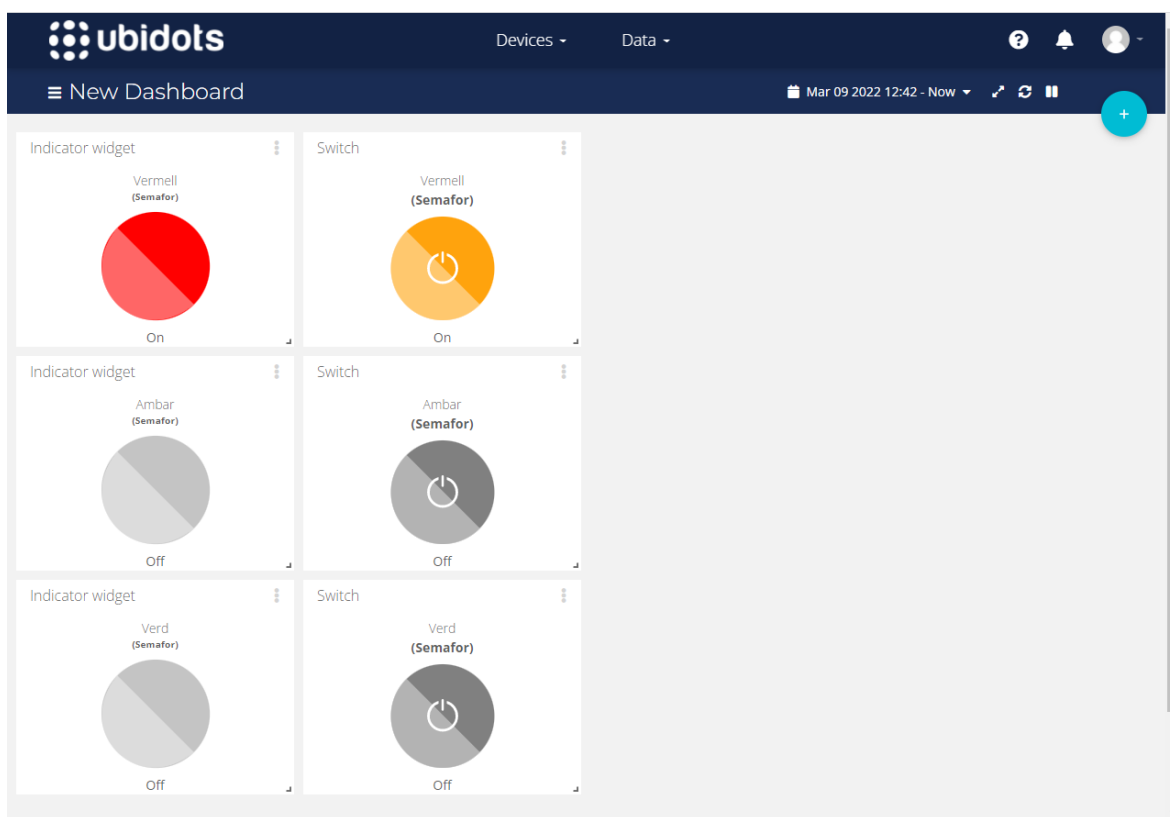 ubidots
Devices
Data
New Dashboard
Mar 09 2022 12:42 - Now
+
Indicator widget
Vermell
(Semafor)
On
Switch
Vermell
(Semafor)
On
Indicator widget
Ambar
(Semafor)
Off
Switch
Ambar
(Semafor)
Off
Indicator widget
Verd
(Semafor)
Off
Switch
Verd
(Semafor)
Off